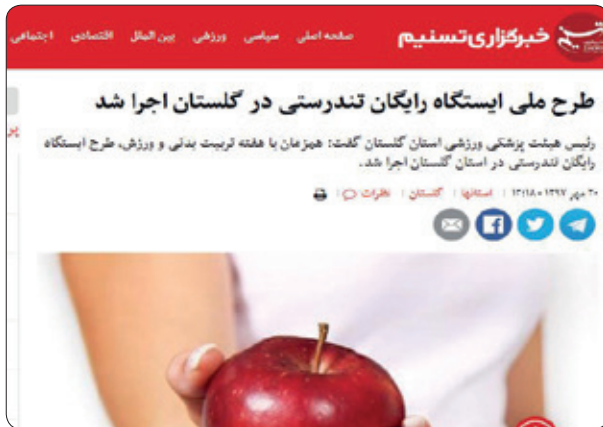 خبرگزاری تسنیم
صفحه اصلی سیاسی ورزشی بین الملل اقتصادی اجتماعی
طرح ملی ایستگاه رایگان تندرستی در گلستان اجرا شد
رئیس هیئت پزشکی ورزشی استان گلستان گفت: همزمان با هفته تربیت بدنی و ورزش، طرح ایستگاه
رایگان تندرستی در استان گلستان اجرا شد.
۲۰ مهر ۱۳۹۷ - ۱۳:۱۸ | استانها | گلستان | نظرات